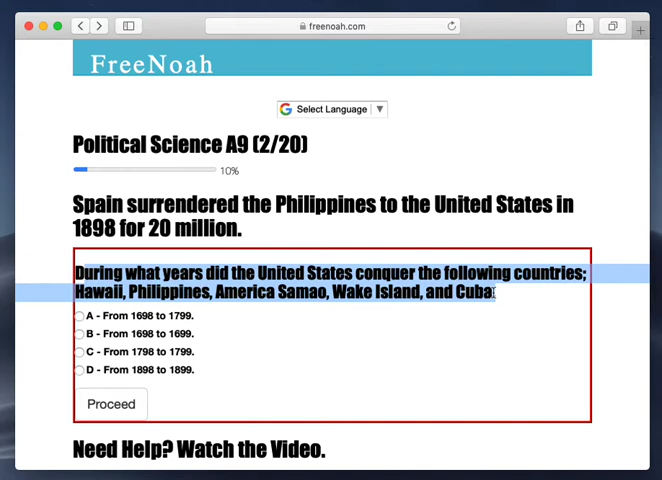 freenoah.com
FreeNoah
Select Language ▼
Political Science A9 (2/20)
10%
Spain surrendered the Philippines to the United States in
1898 for 20 million.
During what years did the United States conquer the following countries;
Hawaii, Philippines, America Samao, Wake Island, and Cuba:
A - From 1698 to 1799.
B - From 1698 to 1699.
C - From 1798 to 1799.
D - From 1898 to 1899.
Proceed
Need Help? Watch the Video.